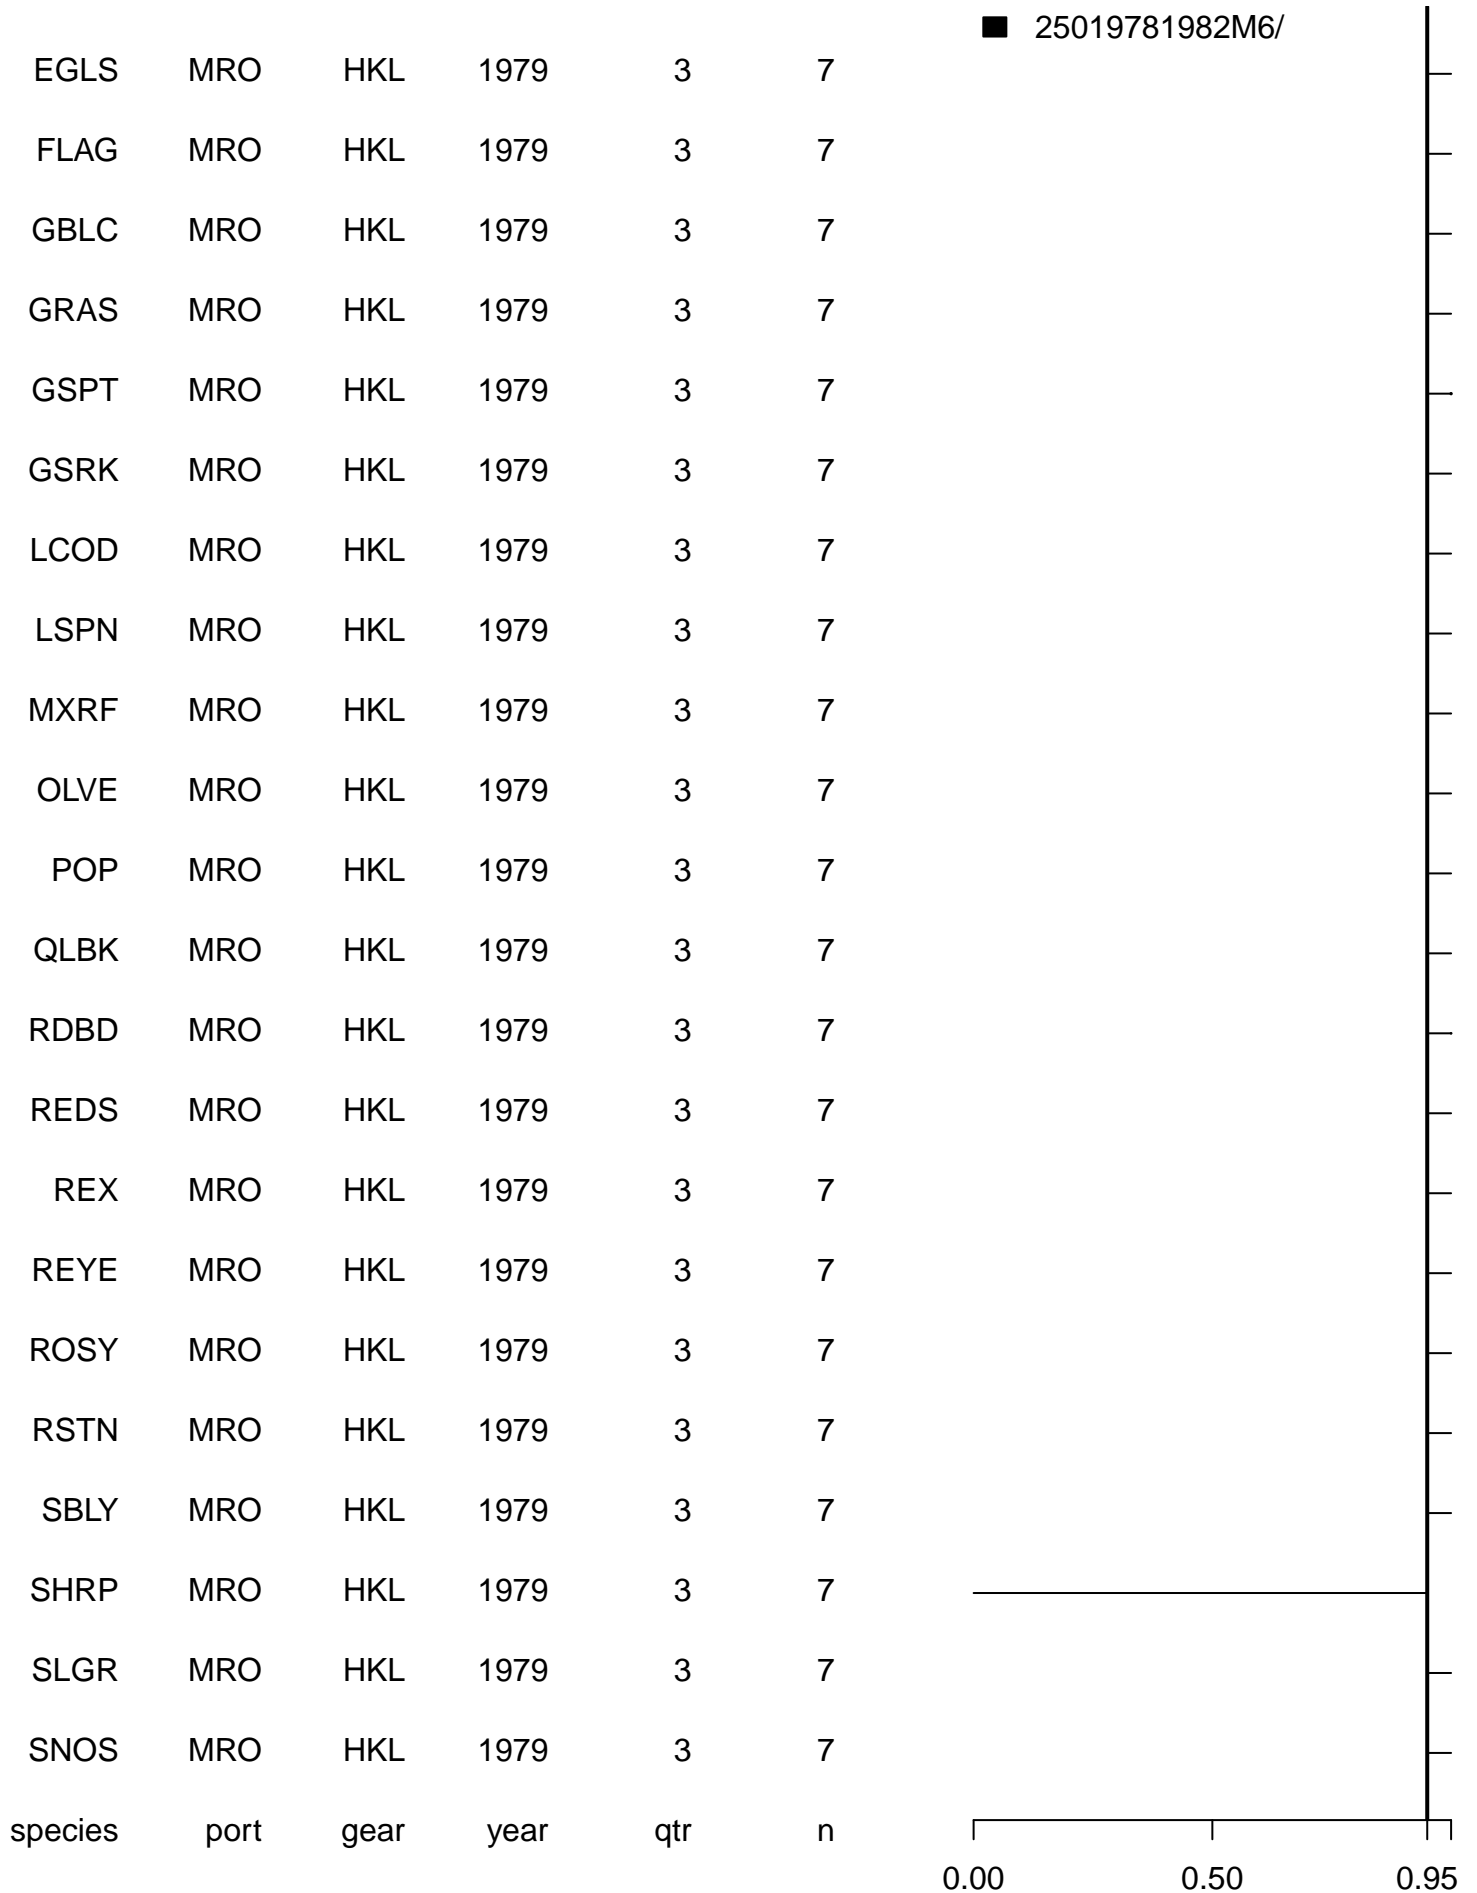 25019781982M6/
EGLS MRO HKL 1979 3 7
FLAG MRO HKL 1979 3 7
GBLC MRO HKL 1979 3 7
GRAS MRO HKL 1979 3 7
GSPT MRO HKL 1979 3 7
GSRK MRO HKL 1979 3 7
LCOD MRO HKL 1979 3 7
LSPN MRO HKL 1979 3 7
MXRF MRO HKL 1979 3 7
OLVE MRO HKL 1979 3 7
POP MRO HKL 1979 3 7
QLBK MRO HKL 1979 3 7
RDBD MRO HKL 1979 3 7
REDS MRO HKL 1979 3 7
REX MRO HKL 1979 3 7
REYE MRO HKL 1979 3 7
ROSY MRO HKL 1979 3 7
RSTN MRO HKL 1979 3 7
SBLY MRO HKL 1979 3 7
SHRP MRO HKL 1979 3 7
SLGR MRO HKL 1979 3 7
SNOS MRO HKL 1979 3 7
species port gear year qtr n
0.00 0.50 0.95